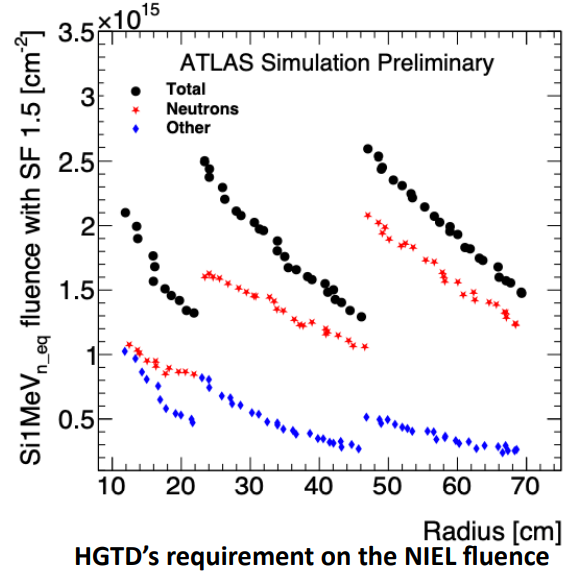 ×10¹⁵
3.5
ATLAS Simulation Preliminary
Total
Neutrons
Other
3
2.5
2
1.5
1
0.5
Si1MeVn_eq fluence with SF 1.5 [cm⁻²]
10 20 30 40 50 60 70
Radius [cm]
HGTD's requirement on the NIEL fluence